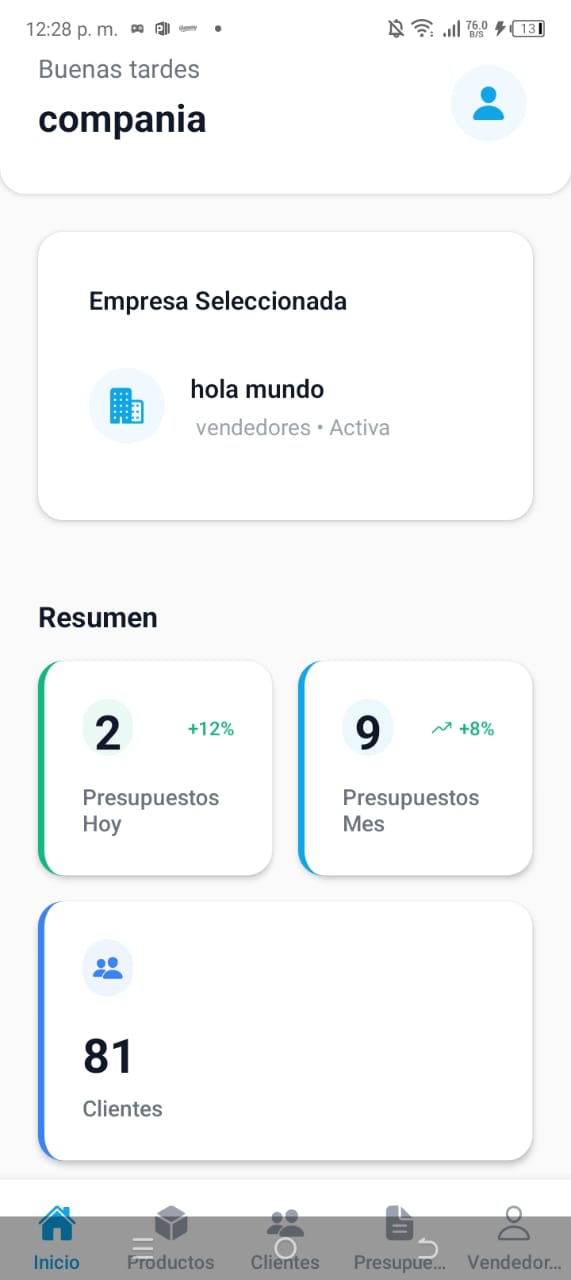 12:28 p. m.
76.0
B/S
13
Buenas tardes
compania
Empresa Seleccionada
hola mundo
vendedores • Activa
Resumen
2
+12%
Presupuestos
Hoy
9
+8%
Presupuestos
Mes
81
Clientes
Inicio
Productos
Clientes
Presupue...
Vendedor...